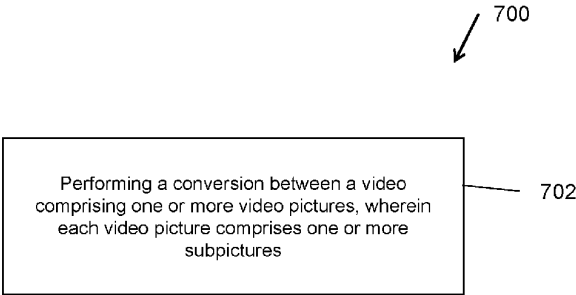 700
Performing a conversion between a video
comprising one or more video pictures, wherein
each video picture comprises one or more
subpictures
702